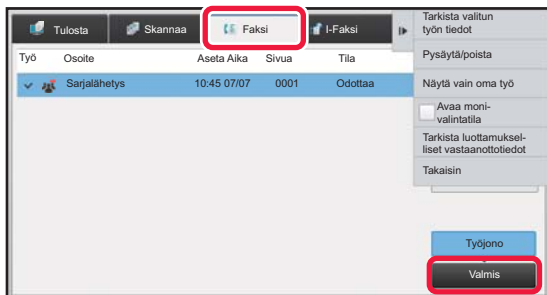 Tulosta
Skannaa
Faksi
I-Faksi
Työ
Osoite
Aseta Aika
Sivua
Tila
Sarjalähetys
10:45 07/07
0001
Odottaa
Tarkista valitun
työn tiedot
Pysäytä/poista
Näytä vain oma työ
Avaa moni-
valintatila
Tarkista luottamuksel-
liset vastaanottotiedot
Takaisin
Työjono
Valmis